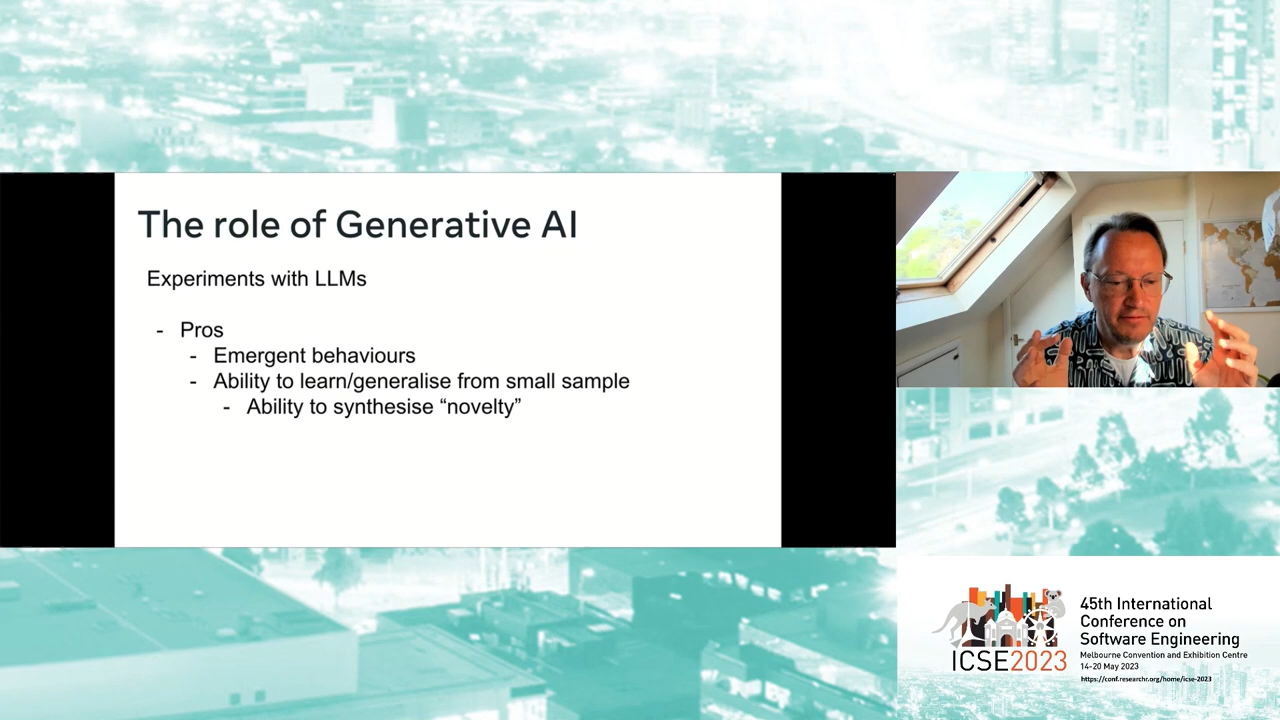 The role of Generative AI
Experiments with LLMs
- Pros
- Emergent behaviours
- Ability to learn/generalise from small sample
- Ability to synthesise “novelty”
ICSE2023
45th International
Conference on
Software Engineering
Melbourne Convention and Exhibition Centre
14-20 May 2023
https://conf.researchr.org/home/icse-2023